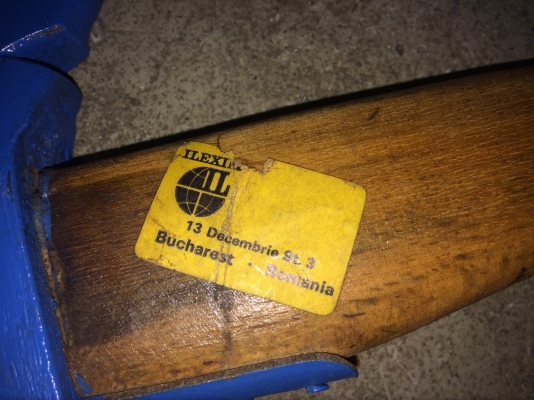 ILEXIM
IL
13 Decembrie St. 3
Bucharest - Romania